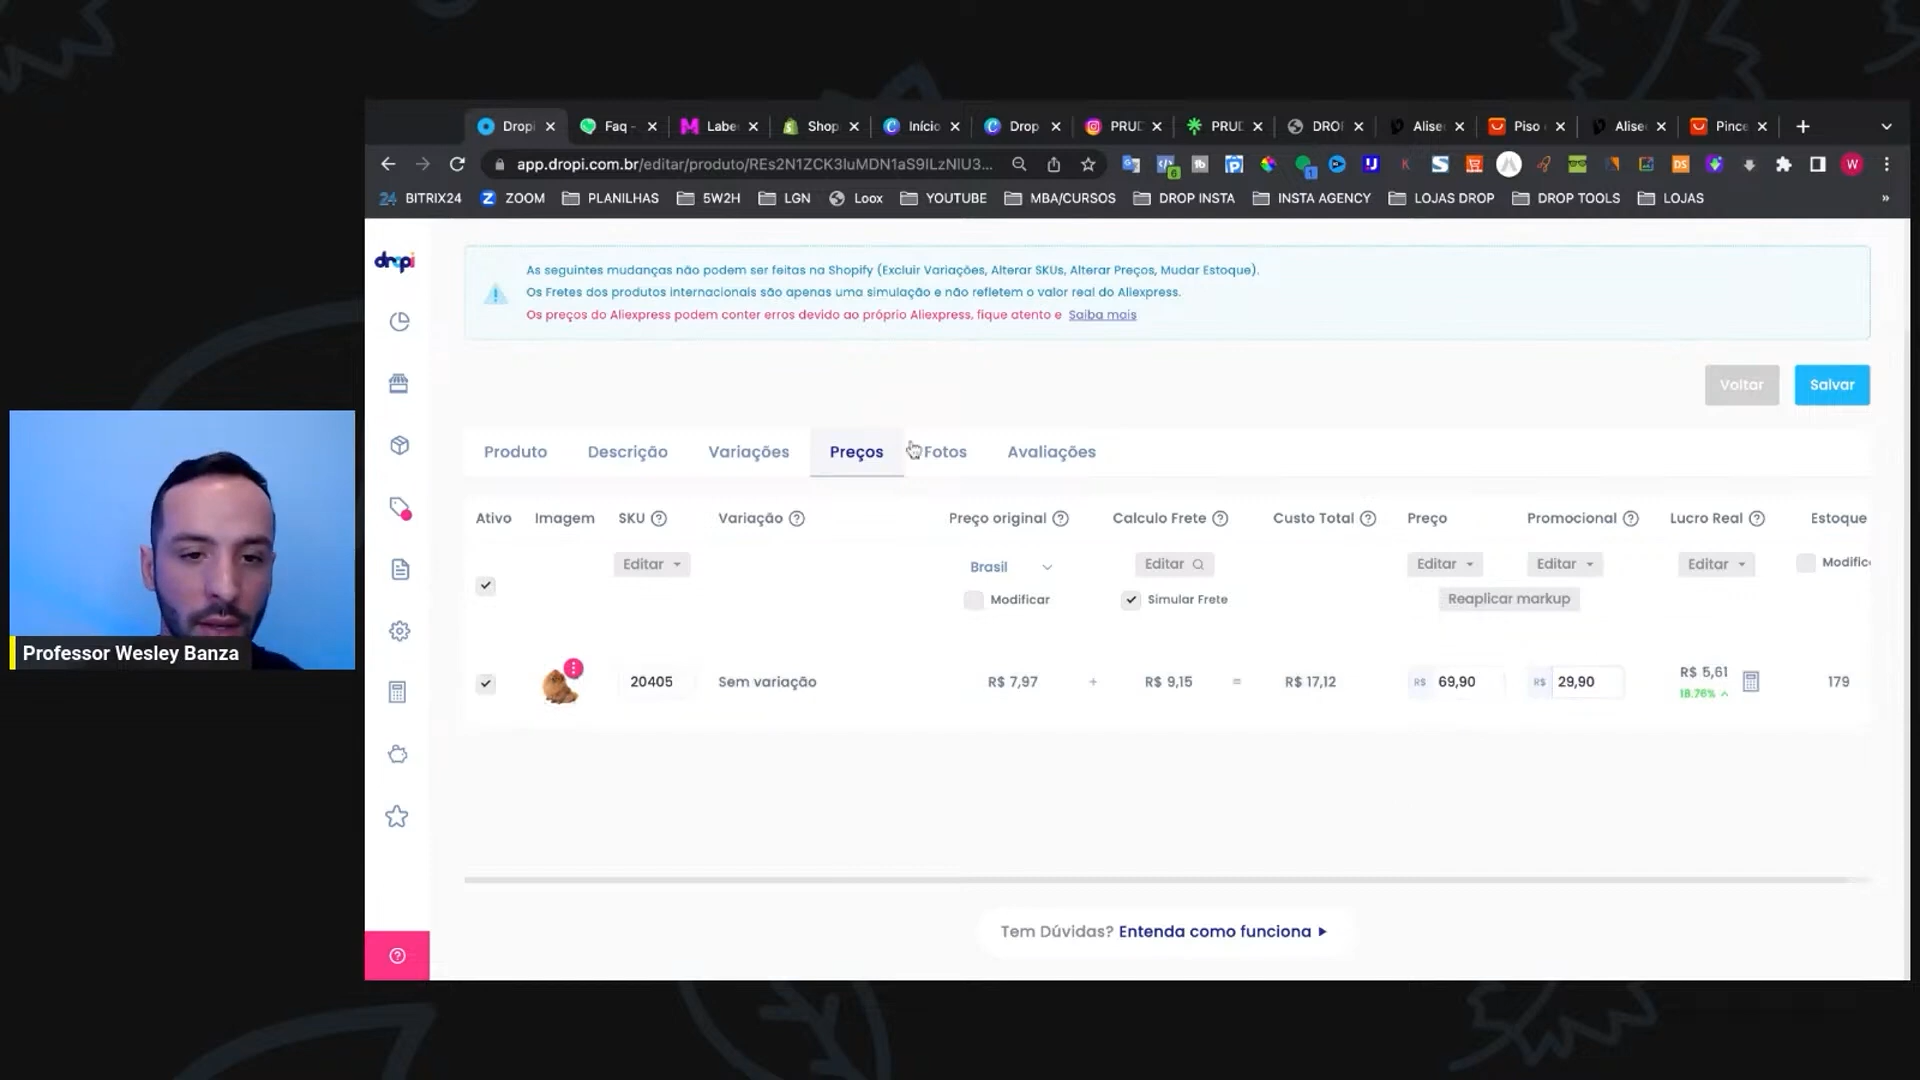 Dropi
Faq -
Labe
Shop
Início
Drop
PRUD
PRUD
DROP
Alise
Piso
Alise
Pince
app.dropi.com.br/editar/produto/REs2N1ZCK3IuMDN1aS9ILzNIU3...
BITRIX24
ZOOM
PLANILHAS
5W2H
LGN
Loox
YOUTUBE
MBA/CURSOS
DROP INSTA
INSTA AGENCY
LOJAS DROP
DROP TOOLS
LOJAS
»
dropi
As seguintes mudanças não podem ser feitas na Shopify (Excluir Variações, Alterar SKUs, Alterar Preços, Mudar Estoque).
Os Fretes dos produtos internacionais são apenas uma simulação e não refletem o valor real do Aliexpress.
Os preços do Aliexpress podem conter erros devido ao próprio Aliexpress, fique atento e Saiba mais
Voltar
Salvar
Produto
Descrição
Variações
Preços
Fotos
Avaliações
Ativo
Imagem
SKU
Variação
Preço original
Calculo Frete
Custo Total
Preço
Promocional
Lucro Real
Estoque
Editar
Brasil
Editar
Editar
Editar
Editar
Modific
Modificar
Simular Frete
Reaplicar markup
20405
Sem variação
R$ 7,97
+
R$ 9,15
=
R$ 17,12
R$ 69,90
R$ 29,90
R$ 5,61
18.76%
179
Tem Dúvidas? Entenda como funciona
Professor Wesley Banza